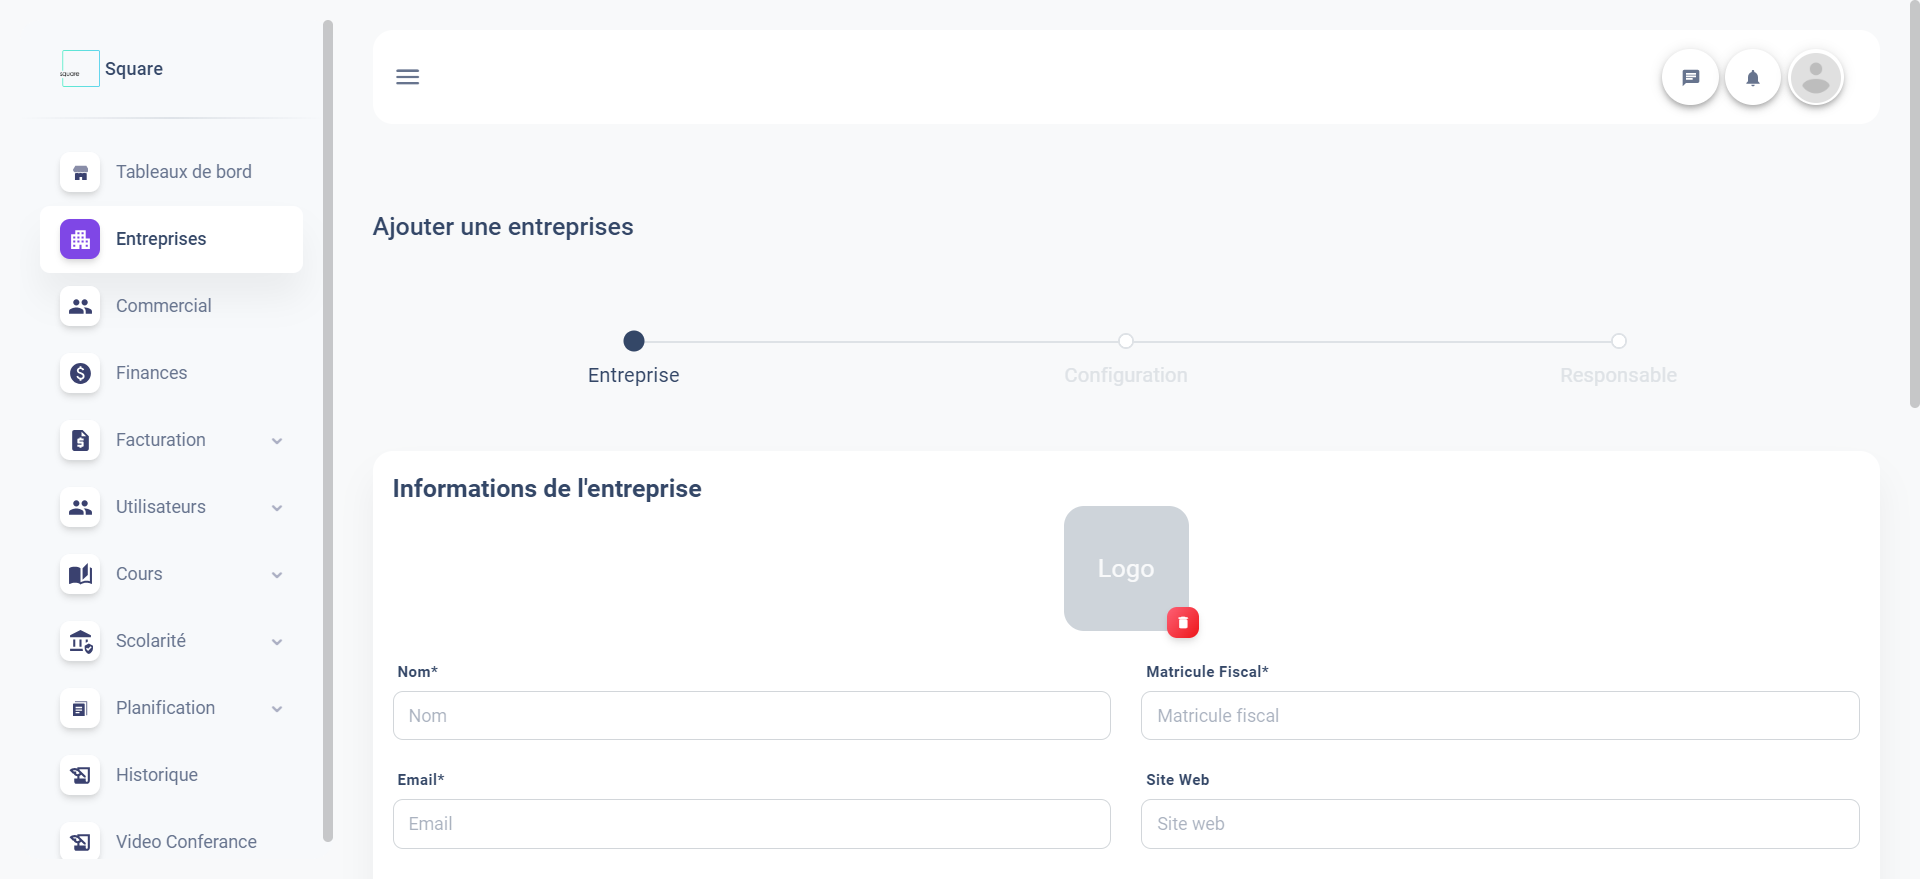 square
Square
Tableaux de bord
Entreprises
Commercial
Finances
Facturation
Utilisateurs
Cours
Scolarité
Planification
Historique
Video Conferance
Ajouter une entreprises
Entreprise
Configuration
Responsable
Informations de l'entreprise
Logo
Nom*
Matricule Fiscal*
Nom
Matricule fiscal
Email*
Site Web
Email
Site web